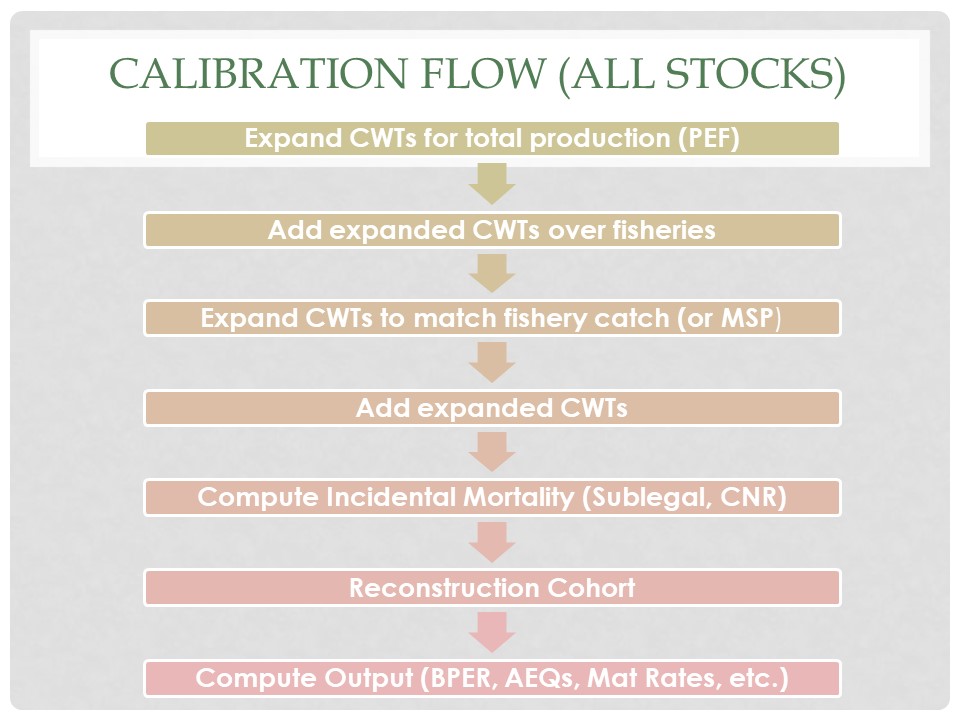 CALIBRATION FLOW (ALL STOCKS)
Expand CWTs for total production (PEF)
Add expanded CWTs over fisheries
Expand CWTs to match fishery catch (or MSP)
Add expanded CWTs
Compute Incidental Mortality (Sublegal, CNR)
Reconstruction Cohort
Compute Output (BPER, AEQs, Mat Rates, etc.)